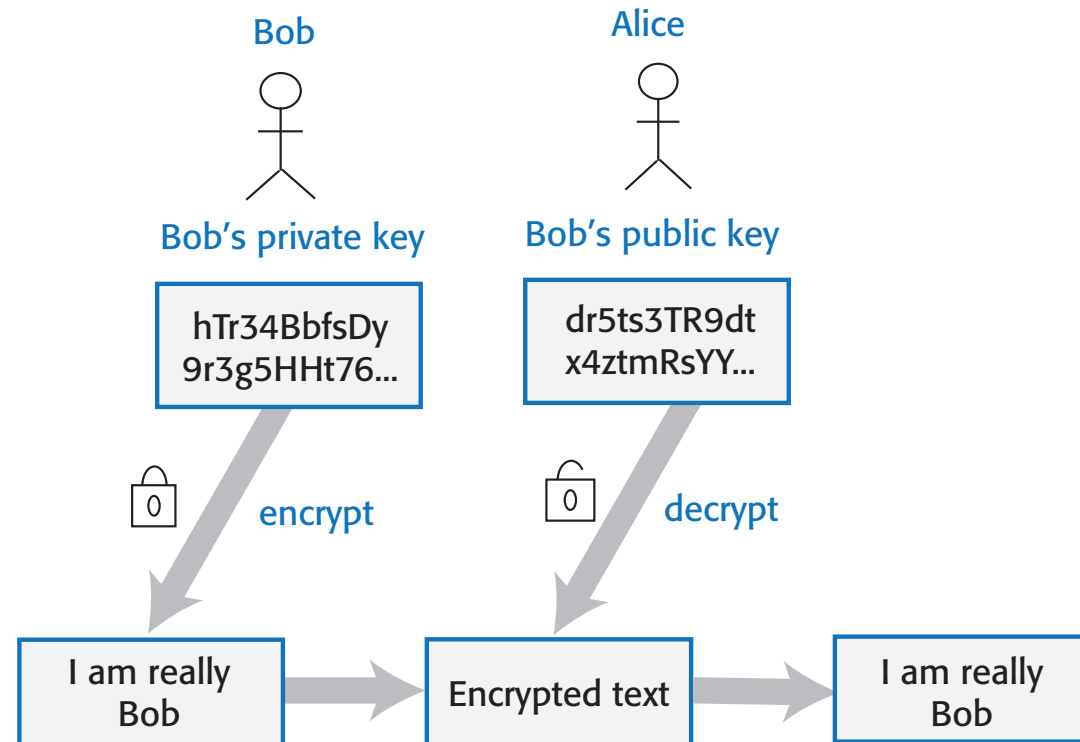 Bob
Alice
Bob’s private key
Bob’s public key
hTr34BbfsDy
9r3g5HHt76...
dr5ts3TR9dt
x4ztmRsYY...
encrypt
decrypt
I am really
Bob
Encrypted text
I am really
Bob